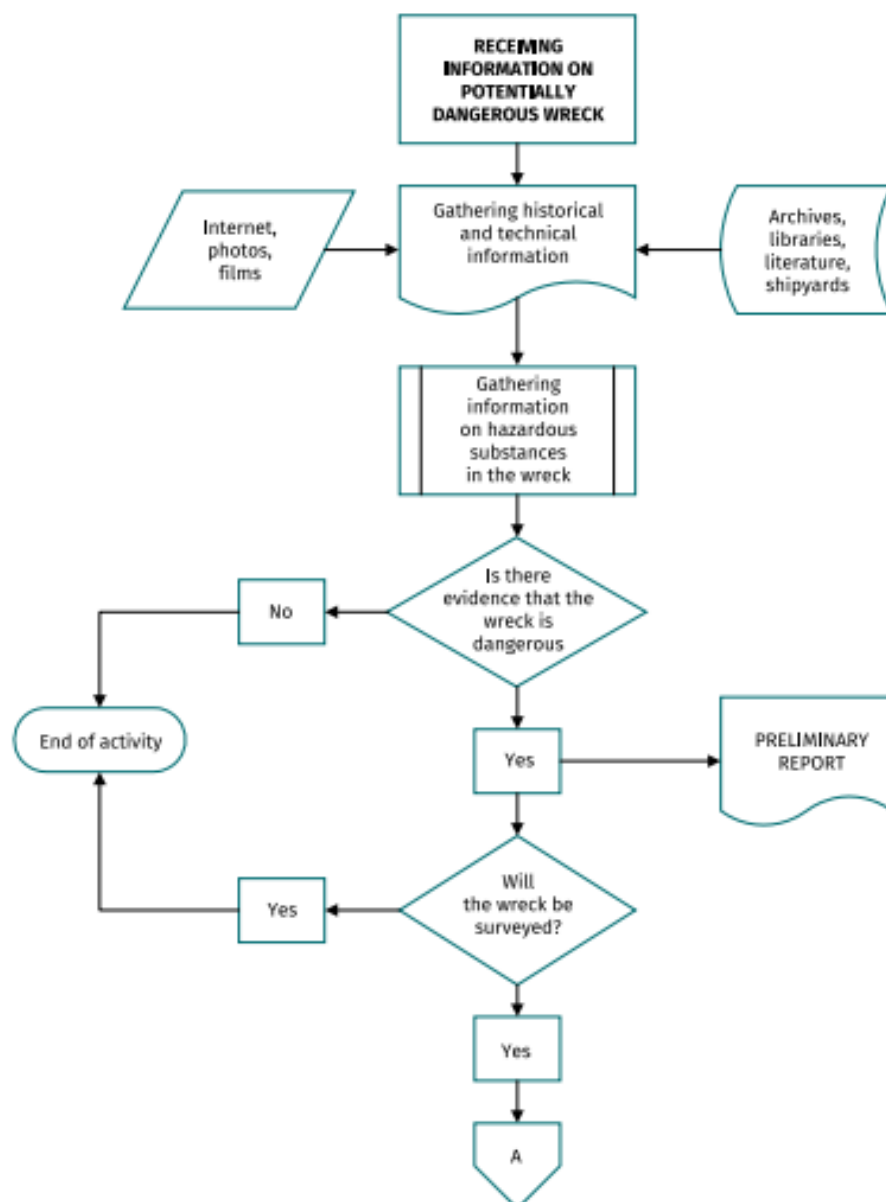 RECEIVING
INFORMATION ON
POTENTIALLY
DANGEROUS WRECK
Internet,
photos,
films
Gathering historical
and technical
information
Archives,
libraries,
literature,
shipyards
Gathering
information
on hazardous
substances
in the wreck
Is there
evidence that the
wreck is
dangerous
No
End of activity
Yes
PRELIMINARY
REPORT
Will
the wreck be
surveyed?
Yes
Yes
A